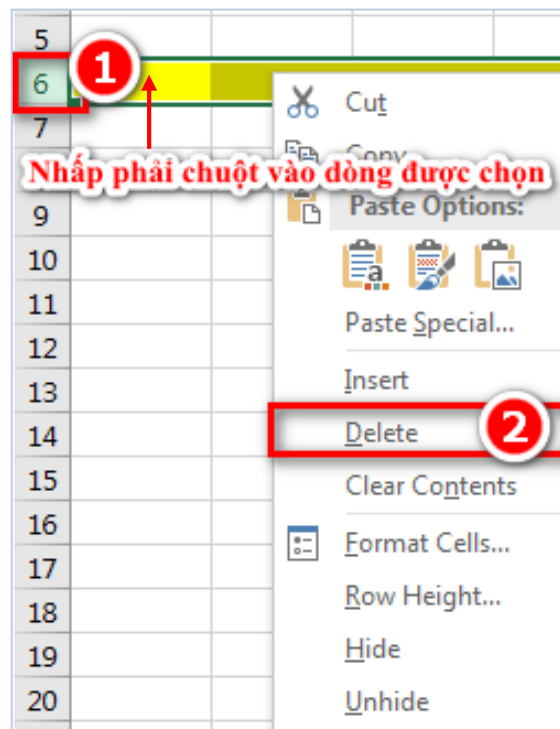 5
1
6
Cut
7
Copy
Nhấp phải chuột vào dòng được chọn
9
Paste Options:
10
11
Paste Special...
12
Insert
13
14
Delete
2
15
Clear Contents
16
Format Cells...
17
Row Height...
18
19
Hide
20
Unhide